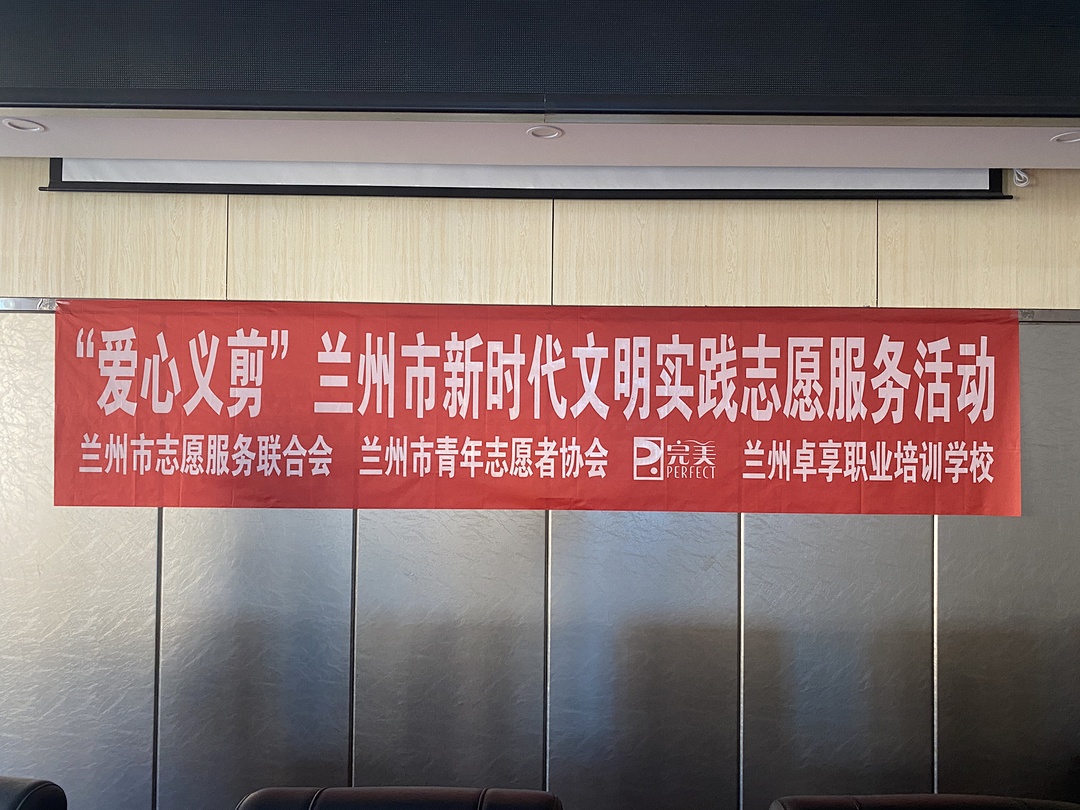 “爱心义剪”兰州市新时代文明实践志愿服务活动
兰州市志愿服务联合会 兰州市青年志愿者协会 完美 PERFECT 兰州卓享职业培训学校